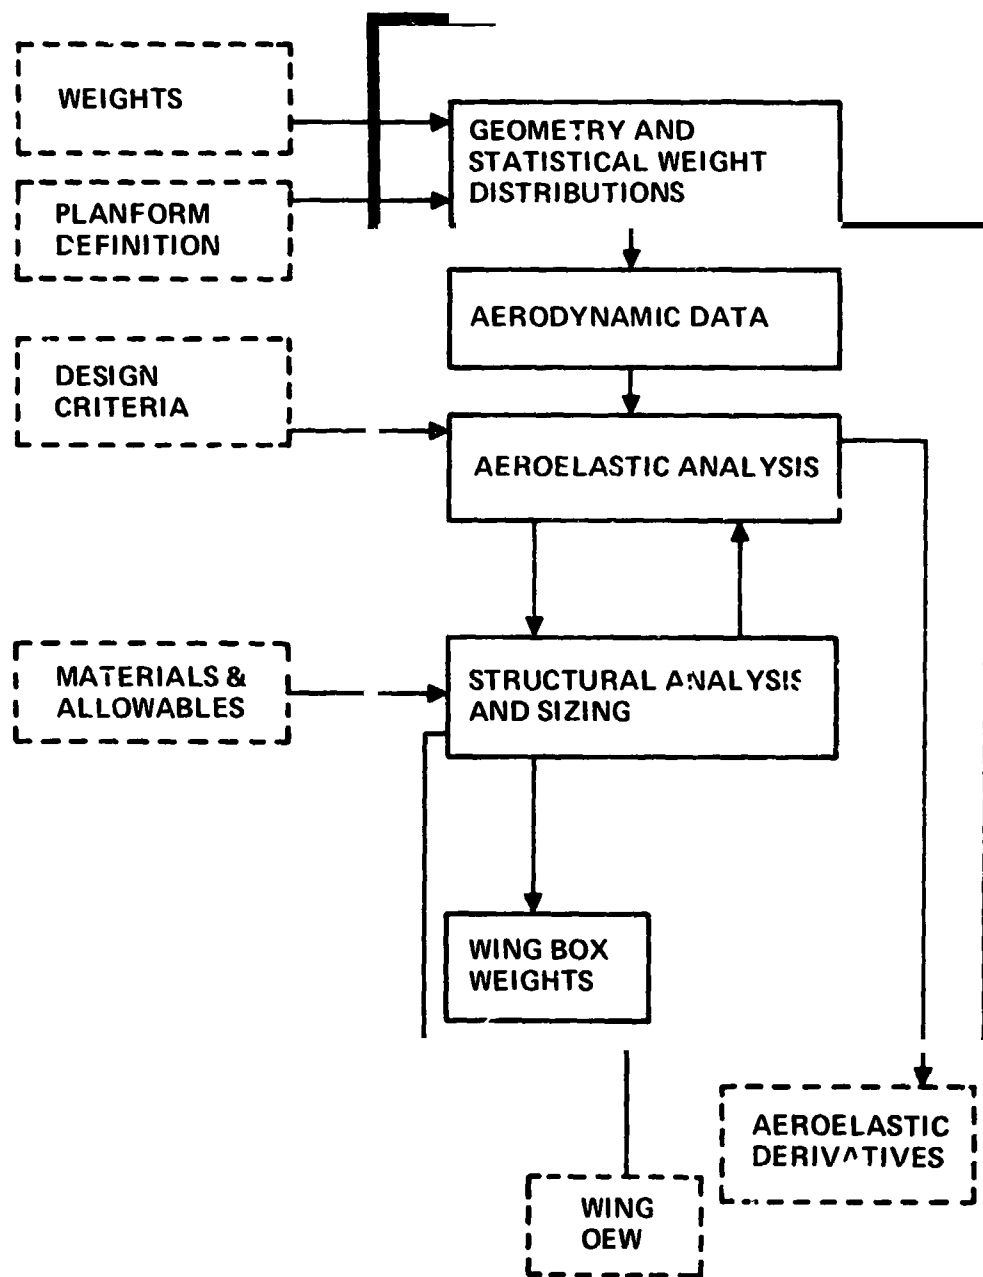 WEIGHTS
GEOMETRY AND
STATISTICAL WEIGHT
DISTRIBUTIONS
PLANFORM
DEFINITION
AERODYNAMIC DATA
DESIGN
CRITERIA
AEROELASTIC ANALYSIS
MATERIALS &
ALLOWABLES
STRUCTURAL ANALYSIS
AND SIZING
WING BOX
WEIGHTS
AEROELASTIC
DERIVATIVES
WING
OEW